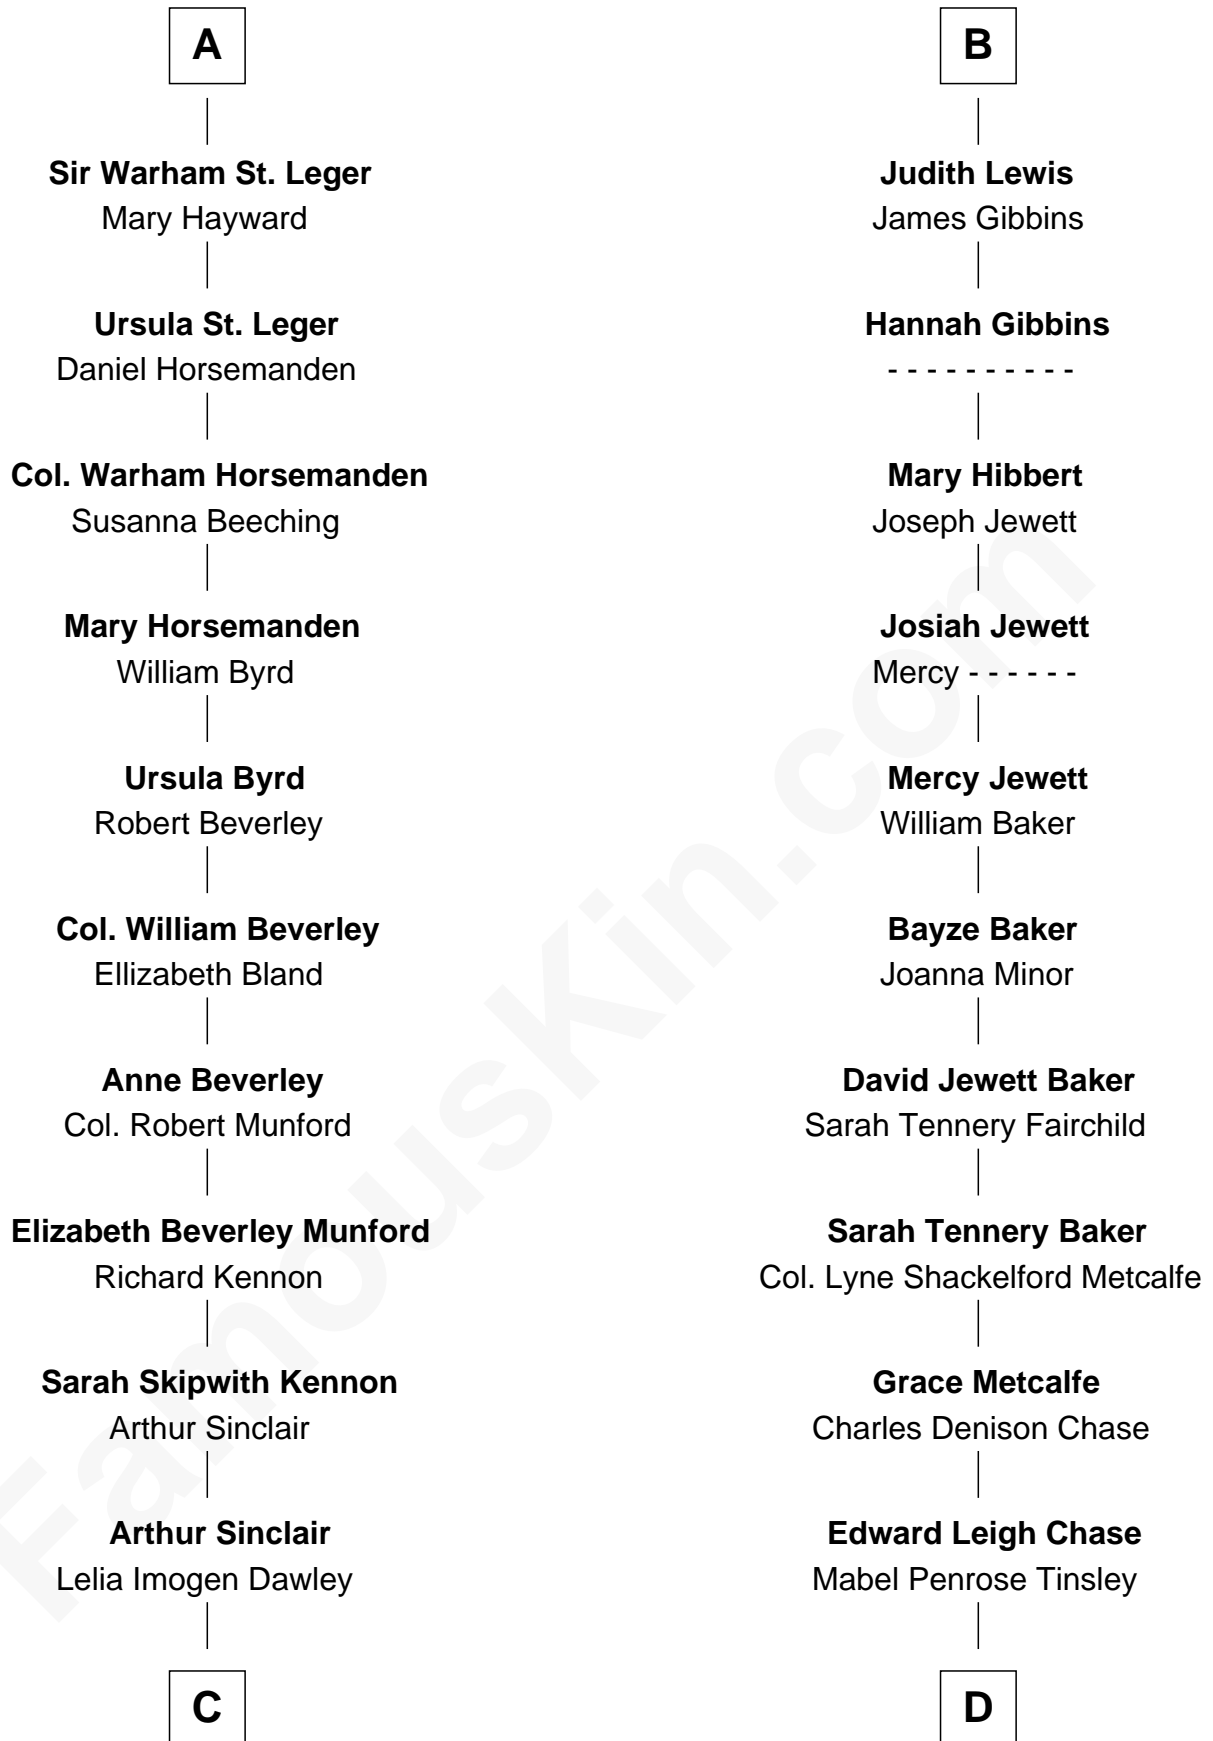 A
Sir Warham St. Leger
Mary Hayward
Ursula St. Leger
Daniel Horsemanden
Col. Warham Horsemanden
Susanna Beeching
Mary Horsemanden
William Byrd
Ursula Byrd
Robert Beverley
Col. William Beverley
Ellizabeth Bland
Anne Beverley
Col. Robert Munford
Elizabeth Beverley Munford
Richard Kennon
Sarah Skipwith Kennon
Arthur Sinclair
Arthur Sinclair
Lelia Imogen Dawley
C
B
Judith Lewis
James Gibbins
Hannah Gibbins
- - - - - - - - - -
Mary Hibbert
Joseph Jewett
Josiah Jewett
Mercy - - - - - -
Mercy Jewett
William Baker
Bayze Baker
Joanna Minor
David Jewett Baker
Sarah Tennery Fairchild
Sarah Tennery Baker
Col. Lyne Shackelford Metcalfe
Grace Metcalfe
Charles Denison Chase
Edward Leigh Chase
Mabel Penrose Tinsley
D
FamousKin.com